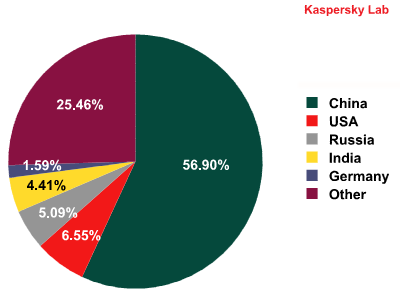 Kaspersky Lab
25.46%
1.59%
4.41%
5.09%
6.55%
56.90%
China
USA
Russia
India
Germany
Other